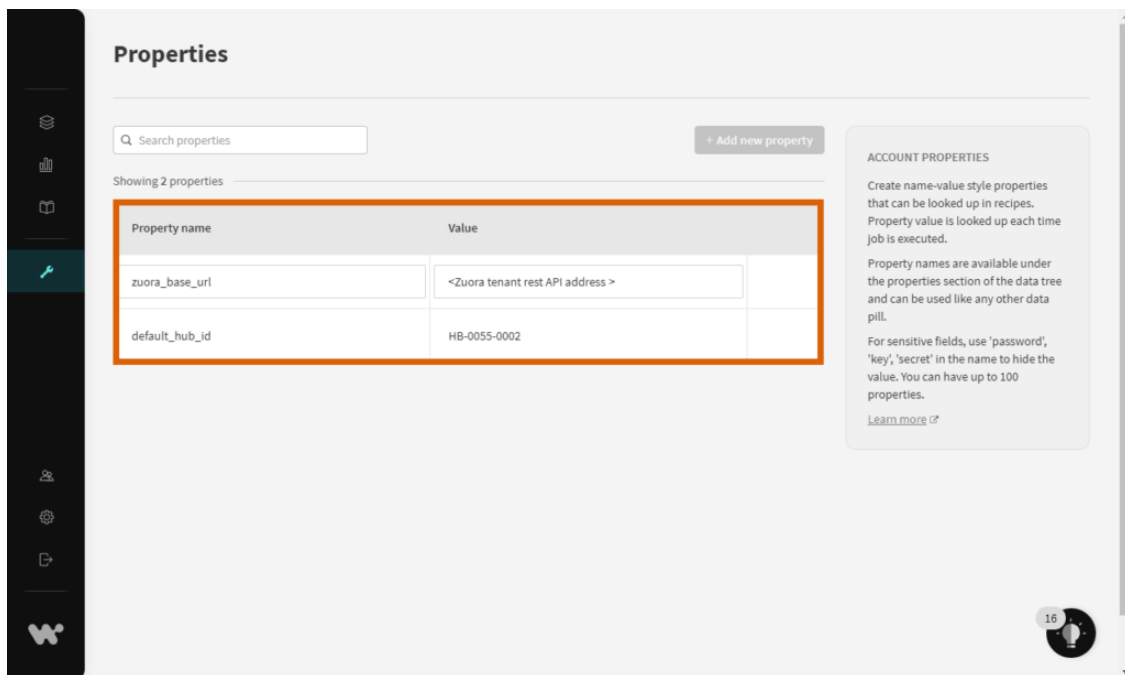 Properties
Search properties
+ Add new property
Showing 2 properties
Property name
Value
zuora_base_url
<Zuora tenant rest API address >
default_hub_id
HB-0055-0002
ACCOUNT PROPERTIES
Create name-value style properties
that can be looked up in recipes.
Property value is looked up each time
job is executed.
Property names are available under
the properties section of the data tree
and can be used like any other data
pill.
For sensitive fields, use 'password',
'key', 'secret' in the name to hide the
value. You can have up to 100
properties.
Learn more
16